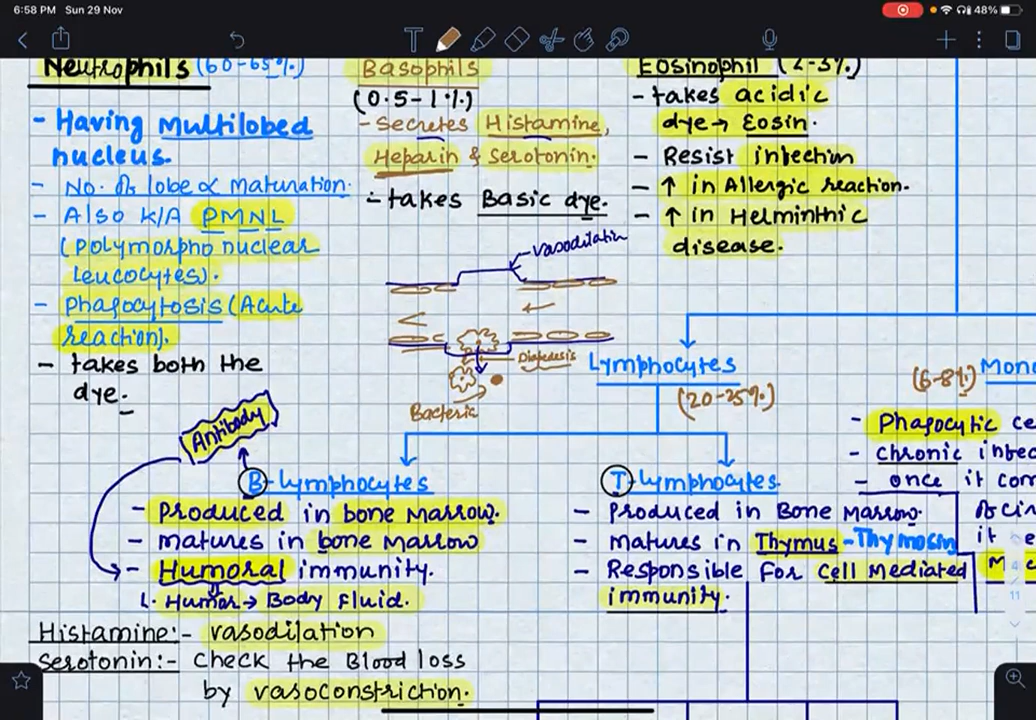 6:58 PM Sun 29 Nov
48%
Neutrophils (60-65%)
- Having Multilobed
nucleus.
- No. of lobe ∝ maturation.
- Also K/A PMNL
(Polymorpho nuclear
Leucocytes).
- Phagocytosis (Acute
reaction).
- takes both the
dye.
Basophils
(0.5-1%)
- Secretes Histamine,
Heparin & Serotonin.
- takes Basic dye.
Eosinophil (2-3%)
- takes acidic
dye → Eosin.
- Resist infection
- ↑ in Allergic reaction.
- ↑ in Helminthic
disease.
vasodilation
Diapedesis
Bacteria
Lymphocytes
(20-25%)
(6-8%) Mono
- Phagocytic ce
- chronic infec
- once it com
it e
M c
Antibody
B-lymphocytes
- Produced in bone Marrow.
- matures in bone marrow
- Humoral immunity.
L. Humor → Body Fluid.
T lymphocytes.
- Produced in Bone Marrow.
- matures in Thymus - Thymosin
- Responsible For Cell Mediated
immunity.
Histamine:- vasodilation
Serotonin:- Check the Blood loss
by vasoconstriction.
4
11